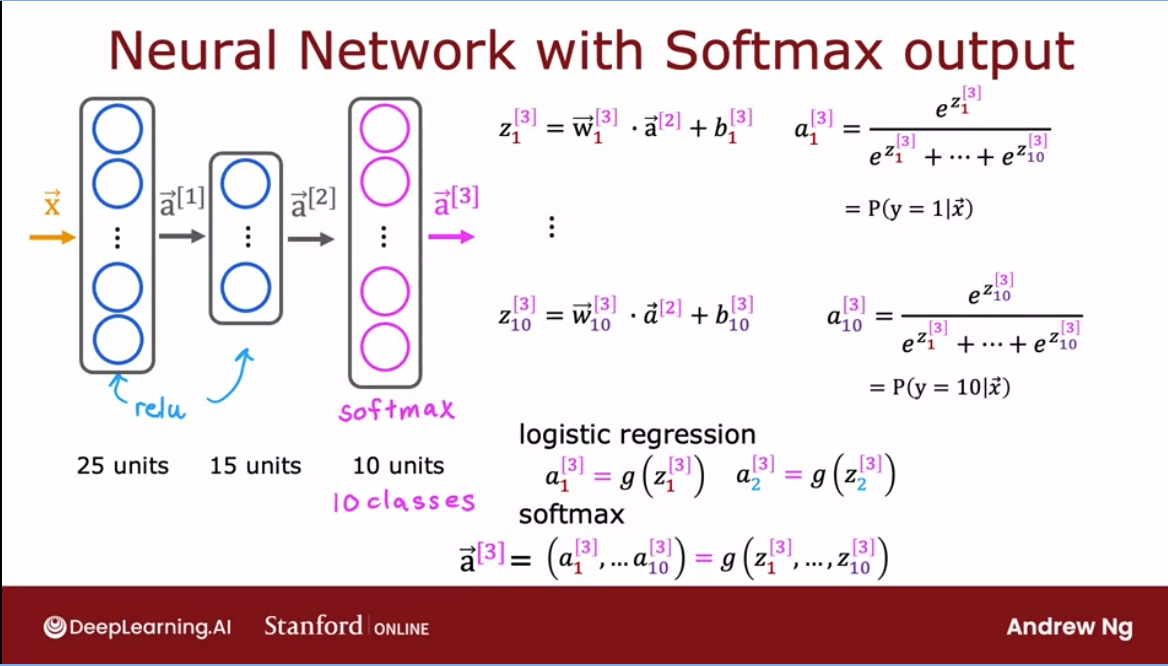 Neural Network with Softmax output
x⃗
a⃗[1]
a⃗[2]
a⃗[3]
relu
softmax
25 units 15 units 10 units
10 classes
z₁[3] = w⃗₁[3] · a⃗[2] + b₁[3]
a₁[3] = e^z₁[3] / (e^z₁[3] + ⋯ + e^z₁₀[3])
= P(y = 1|x⃗)
⋮
z₁₀[3] = w⃗₁₀[3] · a⃗[2] + b₁₀[3]
a₁₀[3] = e^z₁₀[3] / (e^z₁[3] + ⋯ + e^z₁₀[3])
= P(y = 10|x⃗)
logistic regression
a₁[3] = g(z₁[3]) a₂[3] = g(z₂[3])
softmax
a⃗[3] = (a₁[3], … a₁₀[3]) = g(z₁[3], …, z₁₀[3])
DeepLearning.AI Stanford | ONLINE Andrew Ng